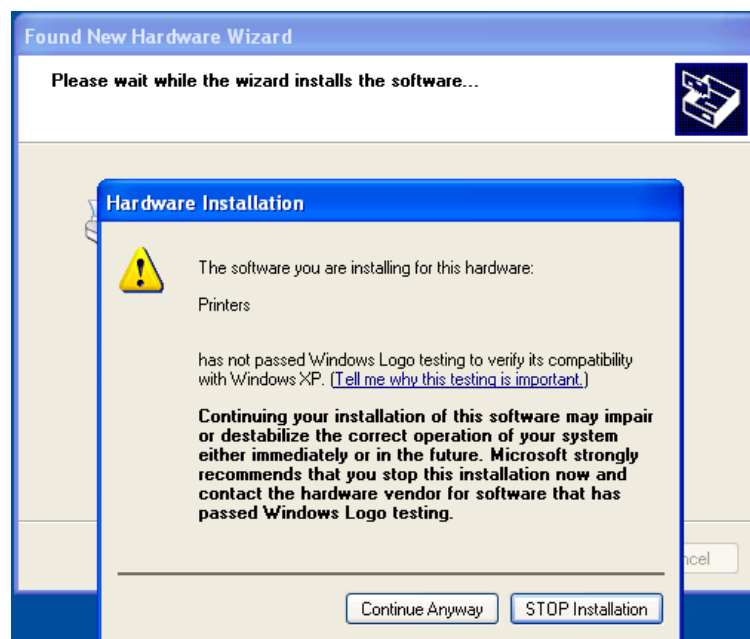 Found New Hardware Wizard
Please wait while the wizard installs the software...
Hardware Installation
The software you are installing for this hardware:
Printers
has not passed Windows Logo testing to verify its compatibility
with Windows XP. (Tell me why this testing is important.)
Continuing your installation of this software may impair
or destabilize the correct operation of your system
either immediately or in the future. Microsoft strongly
recommends that you stop this installation now and
contact the hardware vendor for software that has
passed Windows Logo testing.
ncel
Continue Anyway STOP Installation